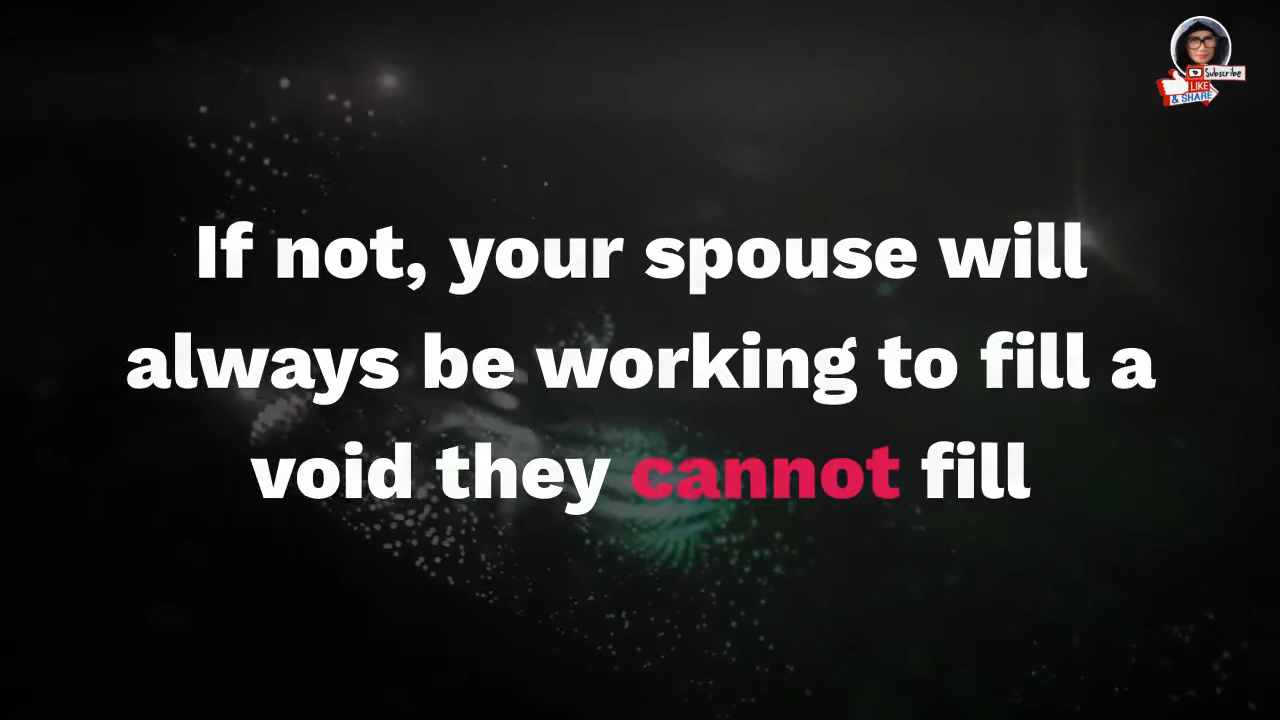 Subscribe
LIKE
& SHARE
If not, your spouse will
always be working to fill a
void they cannot fill